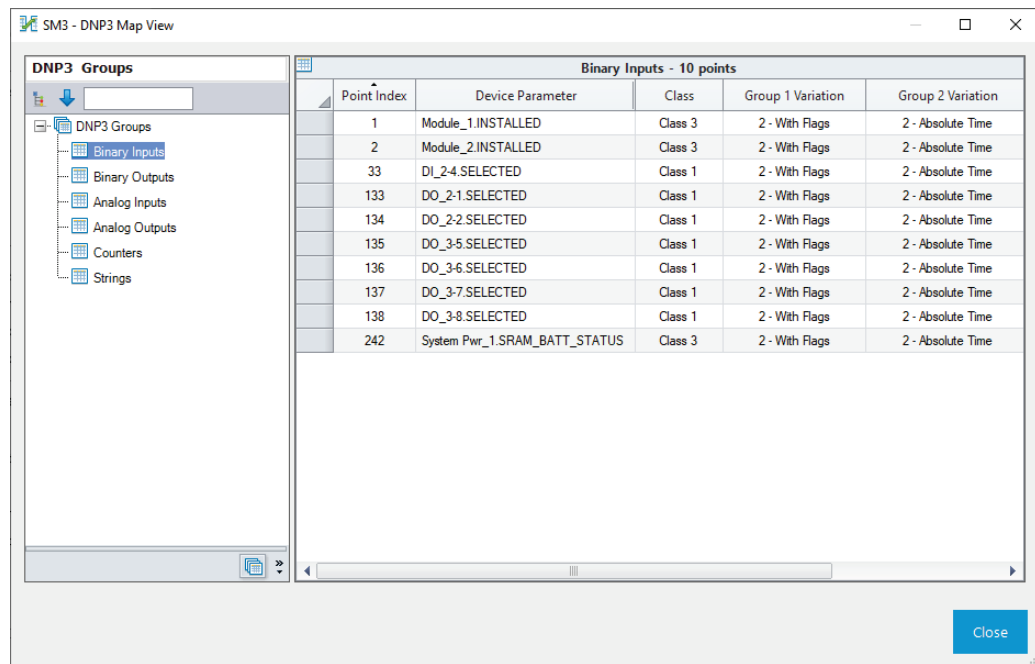 SM3 - DNP3 Map View
DNP3 Groups
DNP3 Groups
Binary Inputs
Binary Outputs
Analog Inputs
Analog Outputs
Counters
Strings
Binary Inputs - 10 points
Point Index Device Parameter Class Group 1 Variation Group 2 Variation
1 Module_1.INSTALLED Class 3 2 - With Flags 2 - Absolute Time
2 Module_2.INSTALLED Class 3 2 - With Flags 2 - Absolute Time
33 DI_2-4.SELECTED Class 1 2 - With Flags 2 - Absolute Time
133 DO_2-1.SELECTED Class 1 2 - With Flags 2 - Absolute Time
134 DO_2-2.SELECTED Class 1 2 - With Flags 2 - Absolute Time
135 DO_3-5.SELECTED Class 1 2 - With Flags 2 - Absolute Time
136 DO_3-6.SELECTED Class 1 2 - With Flags 2 - Absolute Time
137 DO_3-7.SELECTED Class 1 2 - With Flags 2 - Absolute Time
138 DO_3-8.SELECTED Class 1 2 - With Flags 2 - Absolute Time
242 System Pwr_1.SRAM_BATT_STATUS Class 3 2 - With Flags 2 - Absolute Time
Close